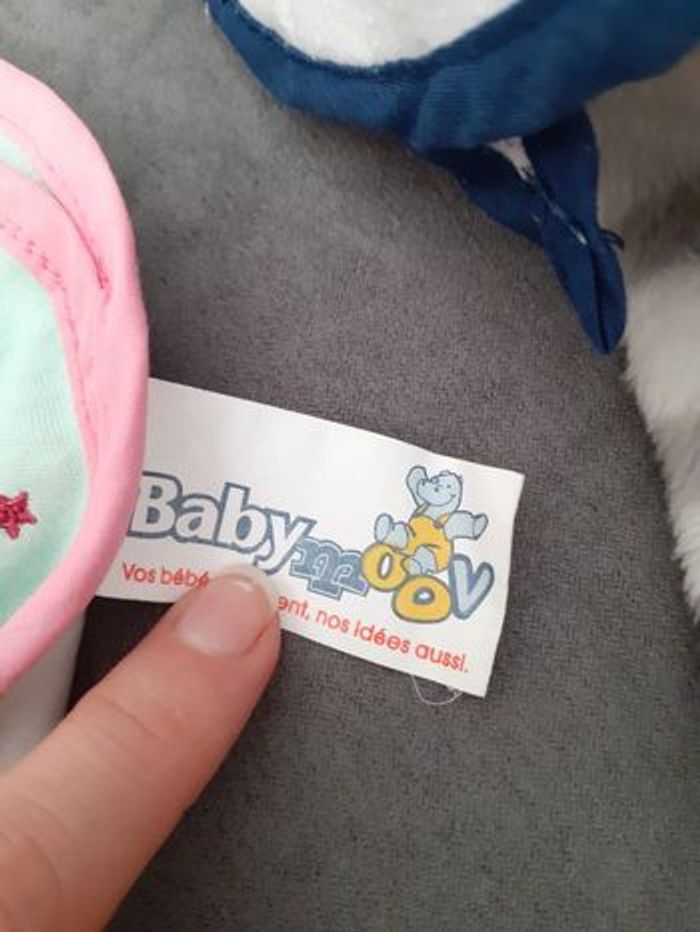 Babymoov
Vos bébé ent, nos idées aussi.